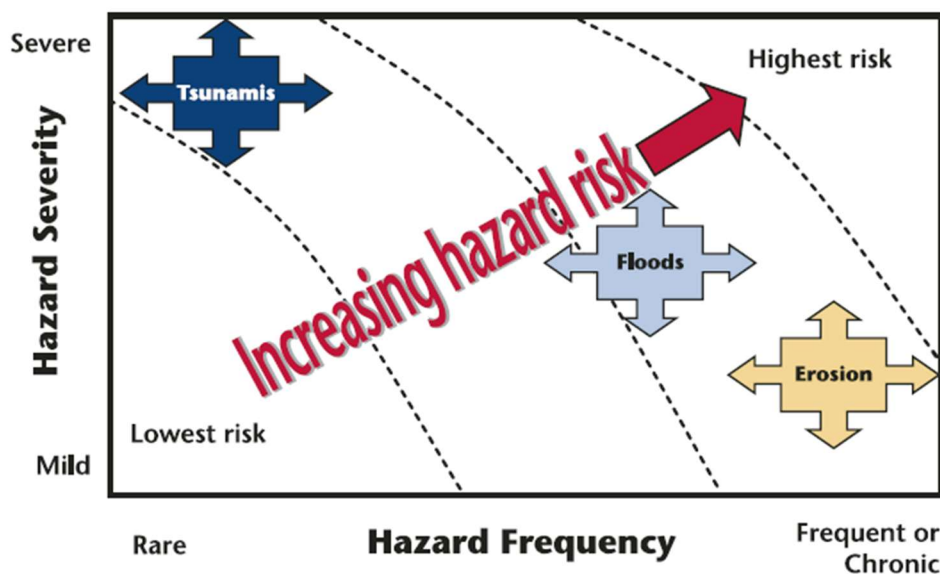 Severe
Highest risk
Tsunamis
Hazard Severity
Increasing hazard risk
Floods
Erosion
Lowest risk
Mild
Rare
Hazard Frequency
Frequent or
Chronic